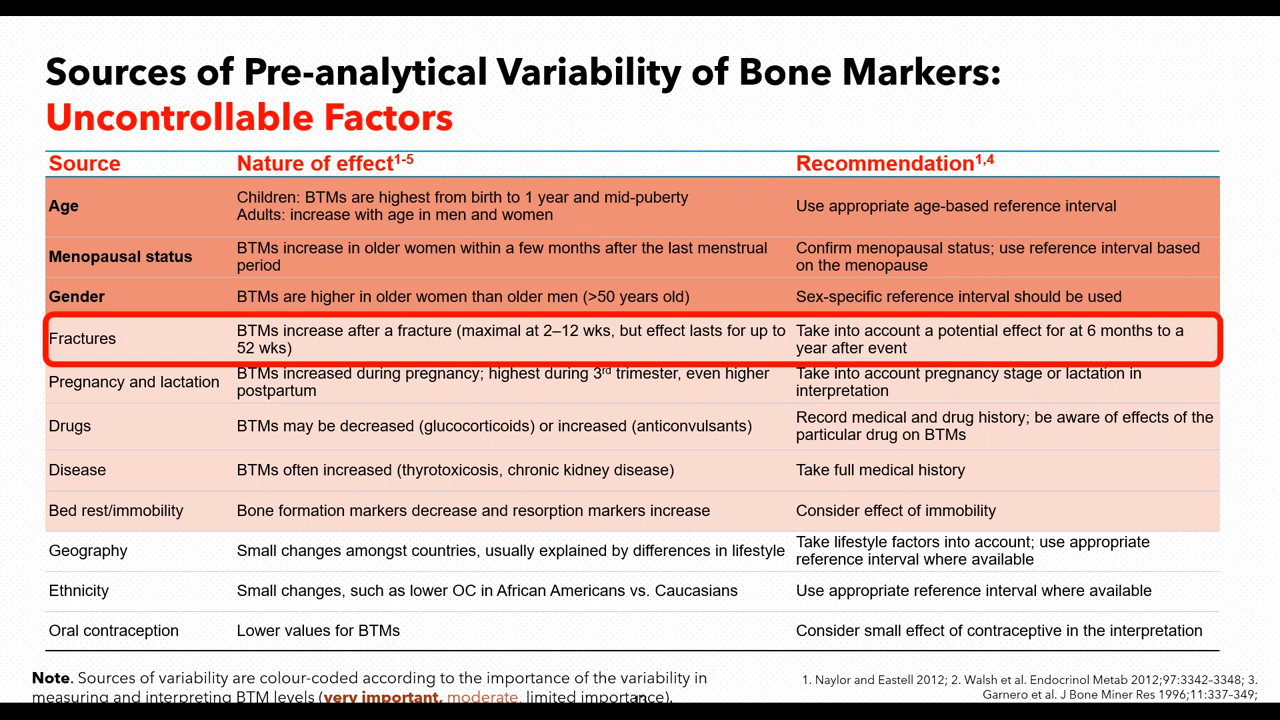 Sources of Pre-analytical Variability of Bone Markers:
Uncontrollable Factors
Source Nature of effect1-5 Recommendation1,4
Age
Children: BTMs are highest from birth to 1 year and mid-puberty
Adults: increase with age in men and women
Use appropriate age-based reference interval
Menopausal status
BTMs increase in older women within a few months after the last menstrual
period
Confirm menopausal status; use reference interval based
on the menopause
Gender
BTMs are higher in older women than older men (>50 years old)
Sex-specific reference interval should be used
Fractures
BTMs increase after a fracture (maximal at 2–12 wks, but effect lasts for up to
52 wks)
Take into account a potential effect for at 6 months to a
year after event
Pregnancy and lactation
BTMs increased during pregnancy; highest during 3rd trimester, even higher
postpartum
Take into account pregnancy stage or lactation in
interpretation
Drugs
BTMs may be decreased (glucocorticoids) or increased (anticonvulsants)
Record medical and drug history; be aware of effects of the
particular drug on BTMs
Disease
BTMs often increased (thyrotoxicosis, chronic kidney disease)
Take full medical history
Bed rest/immobility
Bone formation markers decrease and resorption markers increase
Consider effect of immobility
Geography
Small changes amongst countries, usually explained by differences in lifestyle
Take lifestyle factors into account; use appropriate
reference interval where available
Ethnicity
Small changes, such as lower OC in African Americans vs. Caucasians
Use appropriate reference interval where available
Oral contraception
Lower values for BTMs
Consider small effect of contraceptive in the interpretation
Note. Sources of variability are colour-coded according to the importance of the variability in
measuring and interpreting BTM levels (very important, moderate, limited importance).
1. Naylor and Eastell 2012; 2. Walsh et al. Endocrinol Metab 2012;97:3342–3348; 3.
Garnero et al. J Bone Miner Res 1996;11:337–349;